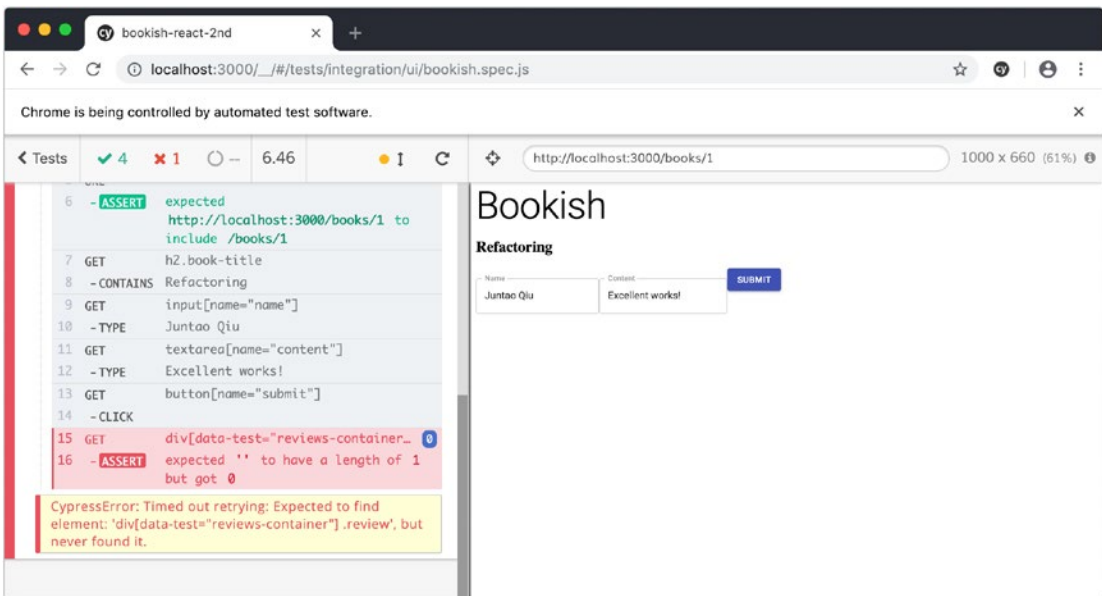 bookish-react-2nd
localhost:3000/__/#/tests/integration/ui/bookish.spec.js
Chrome is being controlled by automated test software.
Tests 4 1 -- 6.46
http://localhost:3000/books/1 1000 x 660 (61%)
6 - ASSERT expected
http://localhost:3000/books/1 to
include /books/1
7 GET h2.book-title
8 - CONTAINS Refactoring
9 GET input[name="name"]
10 - TYPE Juntao Qiu
11 GET textarea[name="content"]
12 - TYPE Excellent works!
13 GET button[name="submit"]
14 - CLICK
15 GET div[data-test="reviews-container… 0
16 - ASSERT expected '' to have a length of 1
but got 0
CypressError: Timed out retrying: Expected to find
element: 'div[data-test="reviews-container"] .review', but
never found it.
Bookish
Refactoring
Name Content
Juntao Qiu Excellent works! SUBMIT